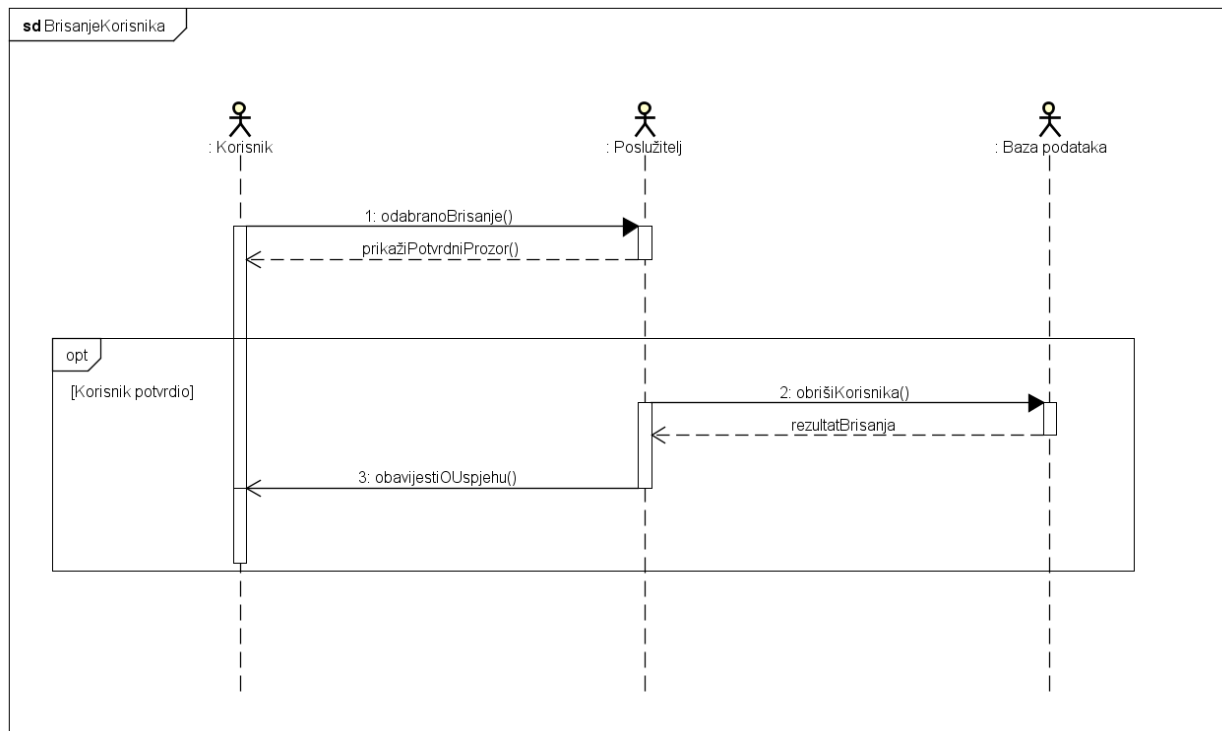 sd BrisanjeKorisnika
: Korisnik
: Poslužitelj
: Baza podataka
1: odabranoBrisanje()
prikažiPotvrdniProzor()
opt
[Korisnik potvrdio]
2: obrišiKorisnika()
rezultatBrisanja
3: obavijestiOUspjehu()